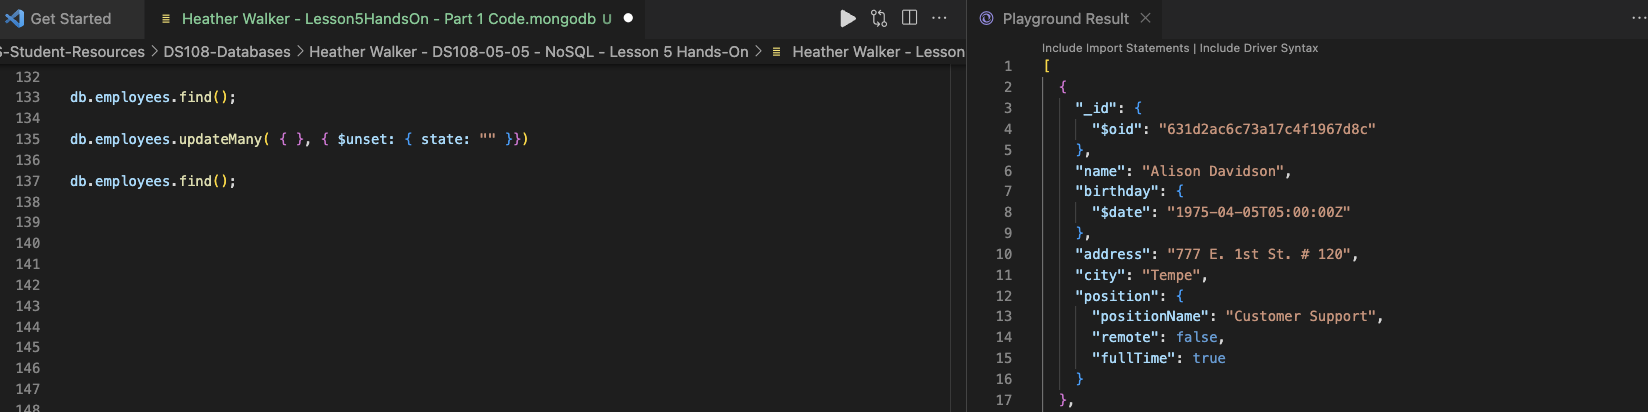 Get Started
Heather Walker - Lesson5HandsOn - Part 1 Code.mongodb U
S-Student-Resources > DS108-Databases > Heather Walker - DS108-05-05 - NoSQL - Lesson 5 Hands-On > Heather Walker - Lesson
132
133 db.employees.find();
134
135 db.employees.updateMany( { }, { $unset: { state: "" }})
136
137 db.employees.find();
138
139
140
141
142
143
144
145
146
147
148
Playground Result
Include Import Statements | Include Driver Syntax
1 [
2 {
3 "_id": {
4 "$oid": "631d2ac6c73a17c4f1967d8c"
5 },
6 "name": "Alison Davidson",
7 "birthday": {
8 "$date": "1975-04-05T05:00:00Z"
9 },
10 "address": "777 E. 1st St. # 120",
11 "city": "Tempe",
12 "position": {
13 "positionName": "Customer Support",
14 "remote": false,
15 "fullTime": true
16 }
17 },